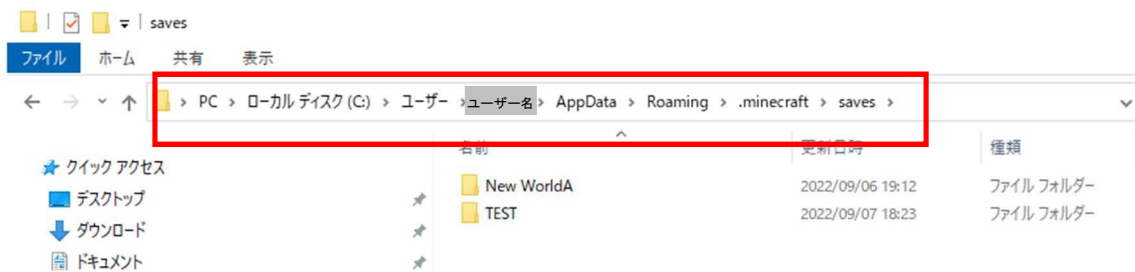 saves
ファイル ホーム 共有 表示
PC › ローカル ディスク (C:) › ユーザー › ユーザー名 › AppData › Roaming › .minecraft › saves ›
名前 更新日時 種類
クイック アクセス
デスクトップ
ダウンロード
ドキュメント
New WorldA 2022/09/06 19:12 ファイル フォルダー
TEST 2022/09/07 18:23 ファイル フォルダー